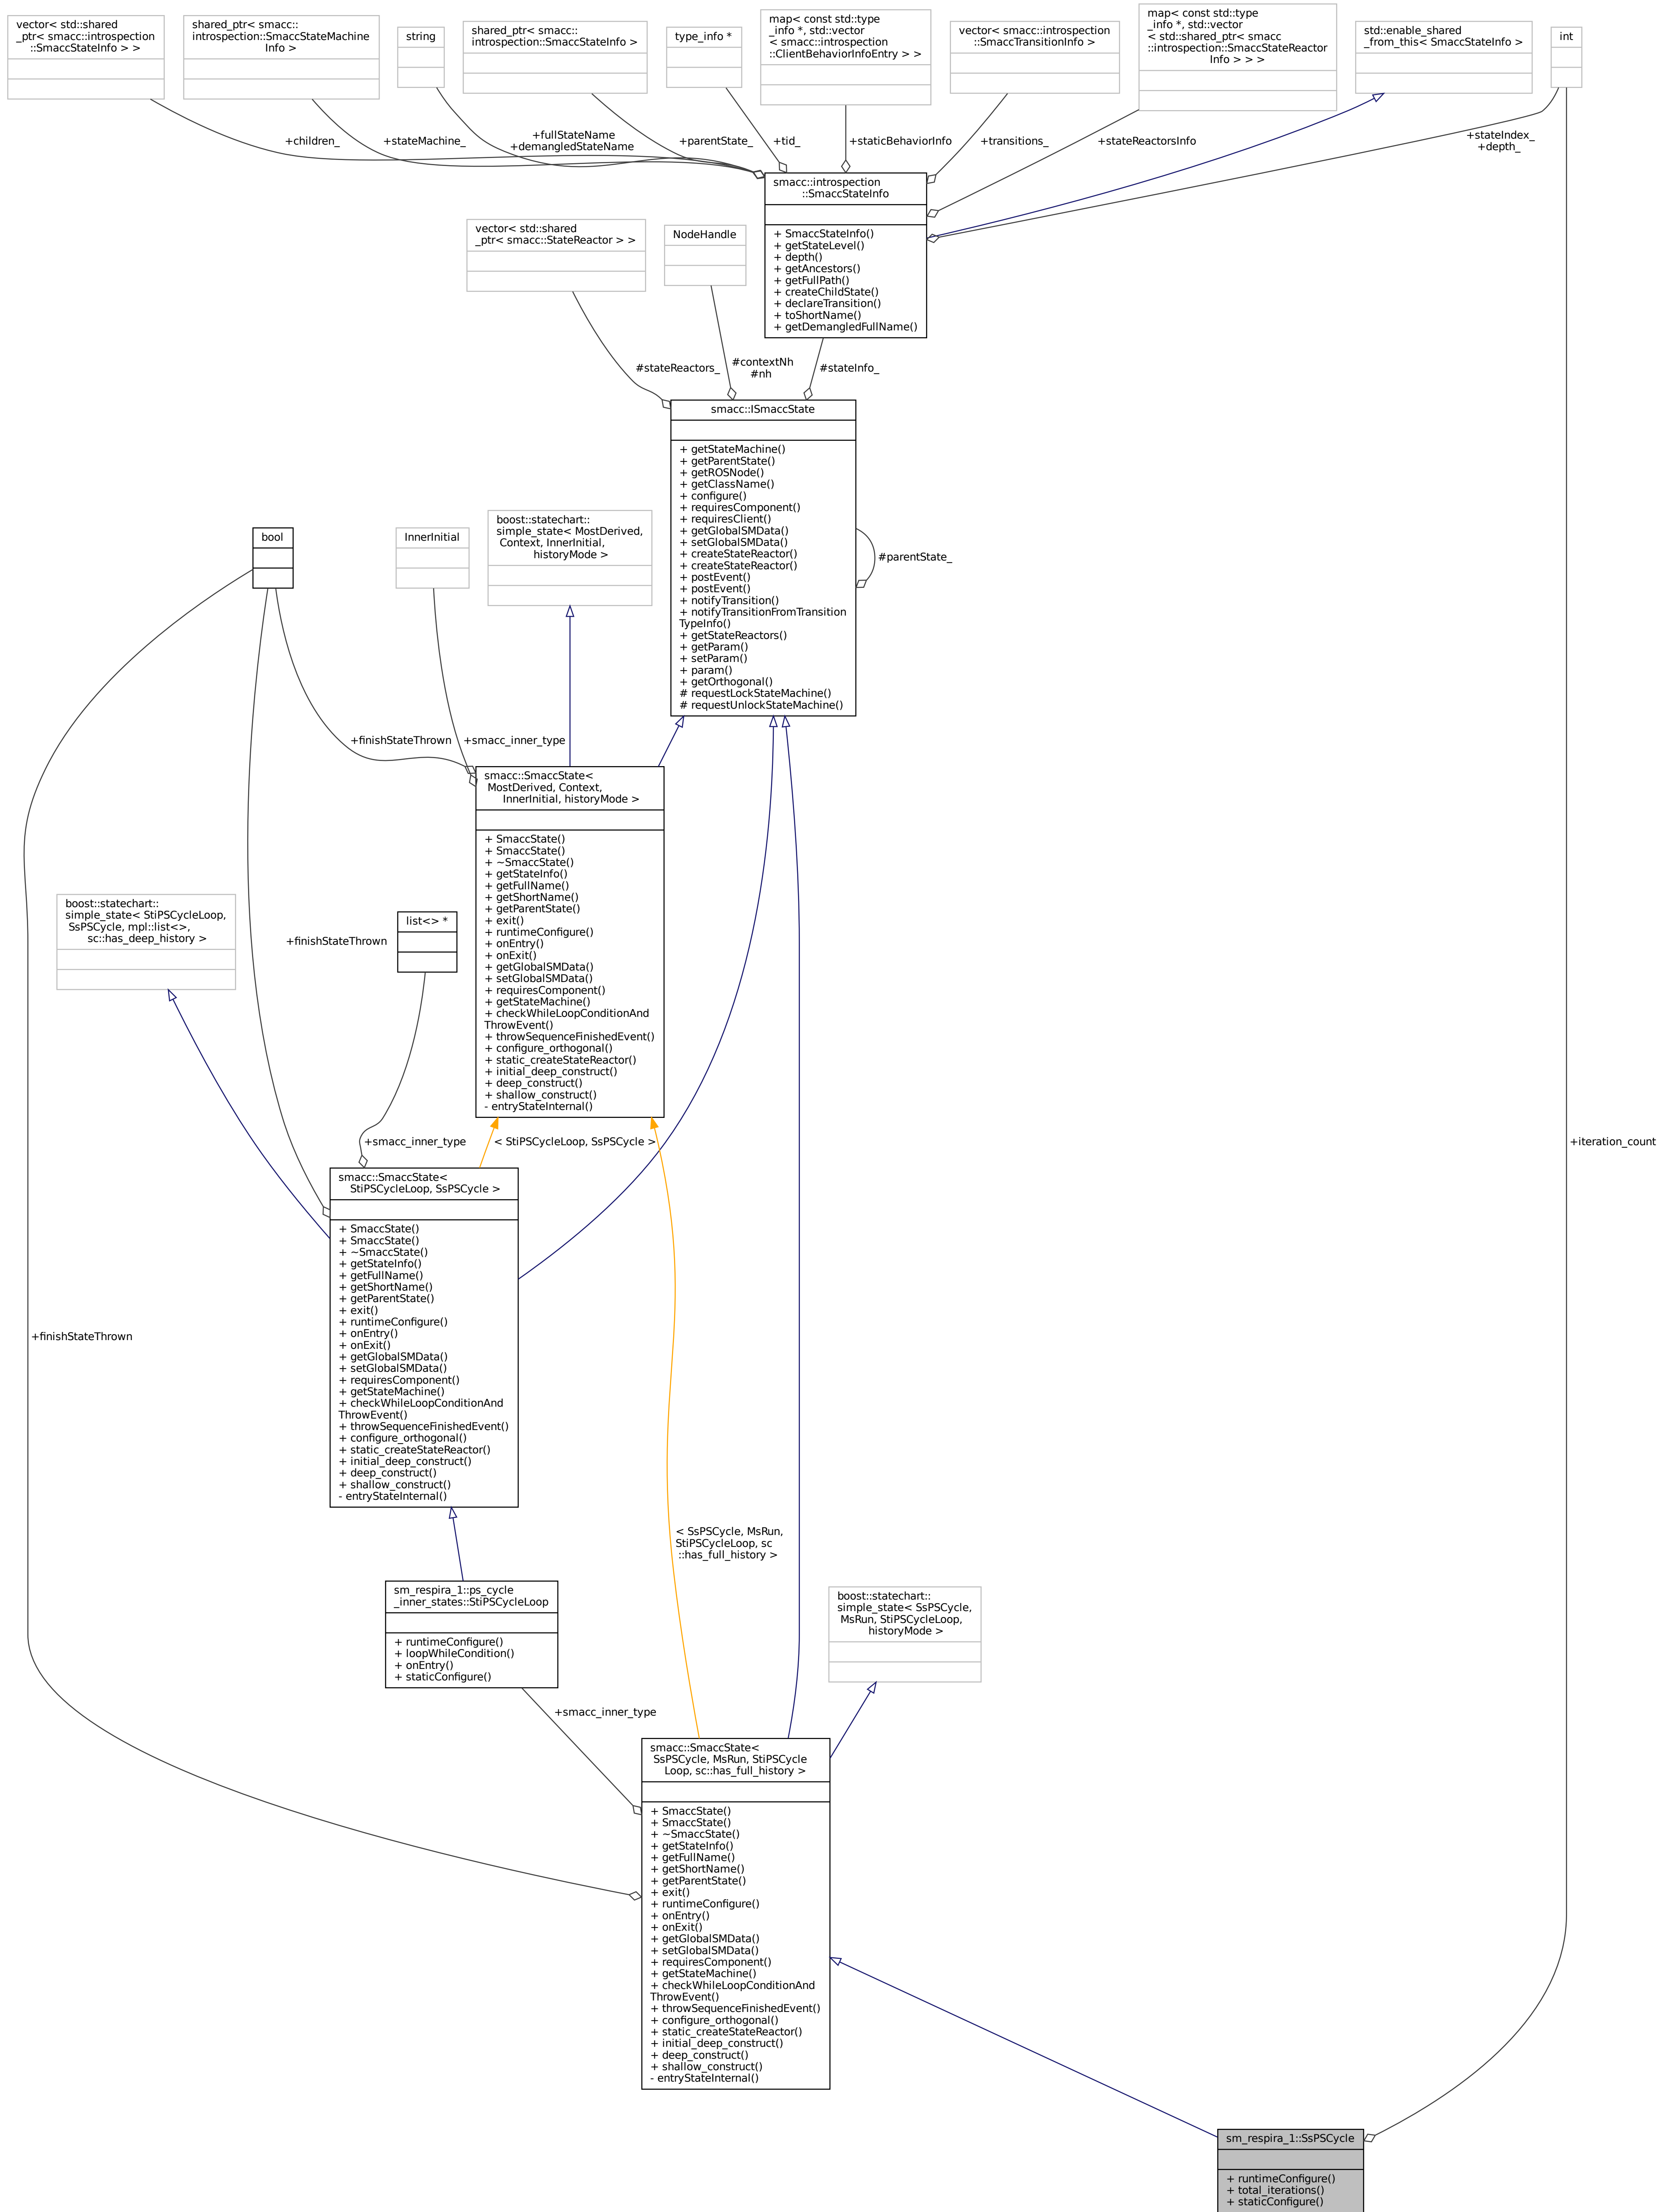 vector< std::shared
_ptr< smacc::introspection
::SmaccStateInfo > >
shared_ptr< smacc::
introspection::SmaccStateMachine
Info >
string
shared_ptr< smacc::
introspection::SmaccStateInfo >
type_info *
map< const std::type
_info *, std::vector
< smacc::introspection
::ClientBehaviorInfoEntry > >
vector< smacc::introspection
::SmaccTransitionInfo >
map< const std::type
_info *, std::vector
< std::shared_ptr< smacc
::introspection::SmaccStateReactor
Info > > >
std::enable_shared
_from_this< SmaccStateInfo >
int
+children_
+stateMachine_
+fullStateName
+demangledStateName
+parentState_
+tid_
+staticBehaviorInfo
+transitions_
+stateReactorsInfo
+stateIndex_
+depth_
smacc::introspection
::SmaccStateInfo
+ SmaccStateInfo()
+ getStateLevel()
+ depth()
+ getAncestors()
+ getFullPath()
+ createChildState()
+ declareTransition()
+ toShortName()
+ getDemangledFullName()
vector< std::shared
_ptr< smacc::StateReactor > >
NodeHandle
#stateReactors_
#contextNh
#nh
#stateInfo_
smacc::ISmaccState
+ getStateMachine()
+ getParentState()
+ getROSNode()
+ getClassName()
+ configure()
+ requiresComponent()
+ requiresClient()
+ getGlobalSMData()
+ setGlobalSMData()
+ createStateReactor()
+ createStateReactor()
+ postEvent()
+ postEvent()
+ notifyTransition()
+ notifyTransitionFromTransition
TypeInfo()
+ getStateReactors()
+ getParam()
+ setParam()
+ param()
+ getOrthogonal()
# requestLockStateMachine()
# requestUnlockStateMachine()
#parentState_
bool
InnerInitial
boost::statechart::
simple_state< MostDerived,
Context, InnerInitial,
historyMode >
+finishStateThrown
+smacc_inner_type
smacc::SmaccState<
MostDerived, Context,
InnerInitial, historyMode >
+ SmaccState()
+ SmaccState()
+ ~SmaccState()
+ getStateInfo()
+ getFullName()
+ getShortName()
+ getParentState()
+ exit()
+ runtimeConfigure()
+ onEntry()
+ onExit()
+ getGlobalSMData()
+ setGlobalSMData()
+ requiresComponent()
+ getStateMachine()
+ checkWhileLoopConditionAnd
ThrowEvent()
+ throwSequenceFinishedEvent()
+ configure_orthogonal()
+ static_createStateReactor()
+ initial_deep_construct()
+ deep_construct()
+ shallow_construct()
- entryStateInternal()
boost::statechart::
simple_state< StiPSCycleLoop,
SsPSCycle, mpl::list<>,
sc::has_deep_history >
+finishStateThrown
list<> *
+smacc_inner_type
< StiPSCycleLoop, SsPSCycle >
+iteration_count
smacc::SmaccState<
StiPSCycleLoop, SsPSCycle >
+ SmaccState()
+ SmaccState()
+ ~SmaccState()
+ getStateInfo()
+ getFullName()
+ getShortName()
+ getParentState()
+ exit()
+ runtimeConfigure()
+ onEntry()
+ onExit()
+ getGlobalSMData()
+ setGlobalSMData()
+ requiresComponent()
+ getStateMachine()
+ checkWhileLoopConditionAnd
ThrowEvent()
+ throwSequenceFinishedEvent()
+ configure_orthogonal()
+ static_createStateReactor()
+ initial_deep_construct()
+ deep_construct()
+ shallow_construct()
- entryStateInternal()
+finishStateThrown
< SsPSCycle, MsRun,
StiPSCycleLoop, sc
::has_full_history >
sm_respira_1::ps_cycle
_inner_states::StiPSCycleLoop
+ runtimeConfigure()
+ loopWhileCondition()
+ onEntry()
+ staticConfigure()
boost::statechart::
simple_state< SsPSCycle,
MsRun, StiPSCycleLoop,
historyMode >
+smacc_inner_type
smacc::SmaccState<
SsPSCycle, MsRun, StiPSCycle
Loop, sc::has_full_history >
+ SmaccState()
+ SmaccState()
+ ~SmaccState()
+ getStateInfo()
+ getFullName()
+ getShortName()
+ getParentState()
+ exit()
+ runtimeConfigure()
+ onEntry()
+ onExit()
+ getGlobalSMData()
+ setGlobalSMData()
+ requiresComponent()
+ getStateMachine()
+ checkWhileLoopConditionAnd
ThrowEvent()
+ throwSequenceFinishedEvent()
+ configure_orthogonal()
+ static_createStateReactor()
+ initial_deep_construct()
+ deep_construct()
+ shallow_construct()
- entryStateInternal()
sm_respira_1::SsPSCycle
+ runtimeConfigure()
+ total_iterations()
+ staticConfigure()